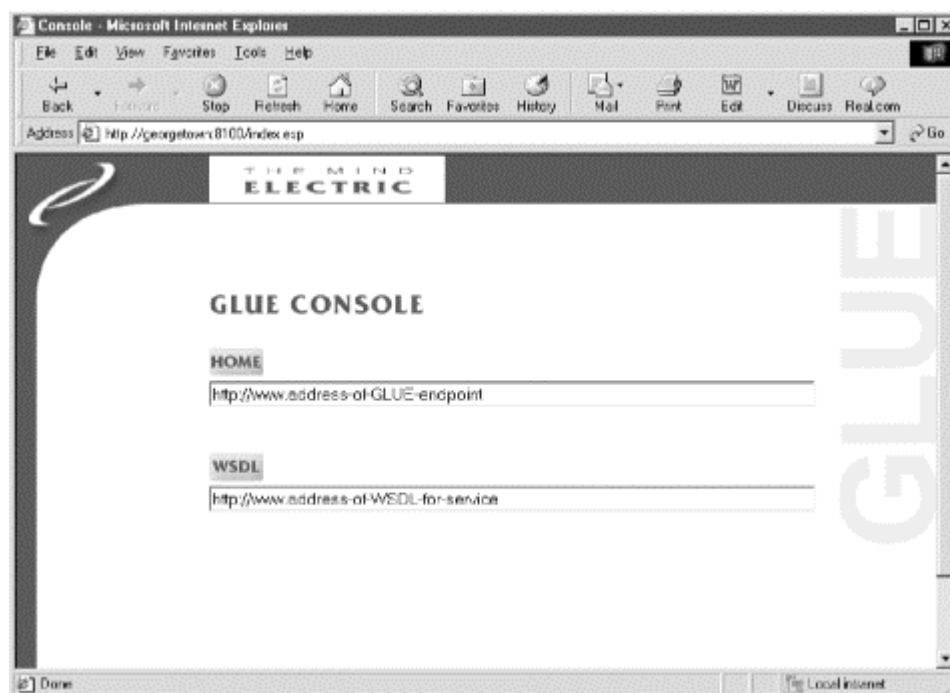 Console - Microsoft Internet Explorer
File Edit View Favorites Tools Help
Back Forward Stop Refresh Home Search Favorites History Mail Print Edit Discuss Real.com
Address http://georgetown:8100/index.esp Go
THE MIND
ELECTRIC
GLUE
GLUE CONSOLE
HOME
http://www.address-of-GLUE-endpoint
WSDL
http://www.address-of-WSDL-for-service
Done Local intranet